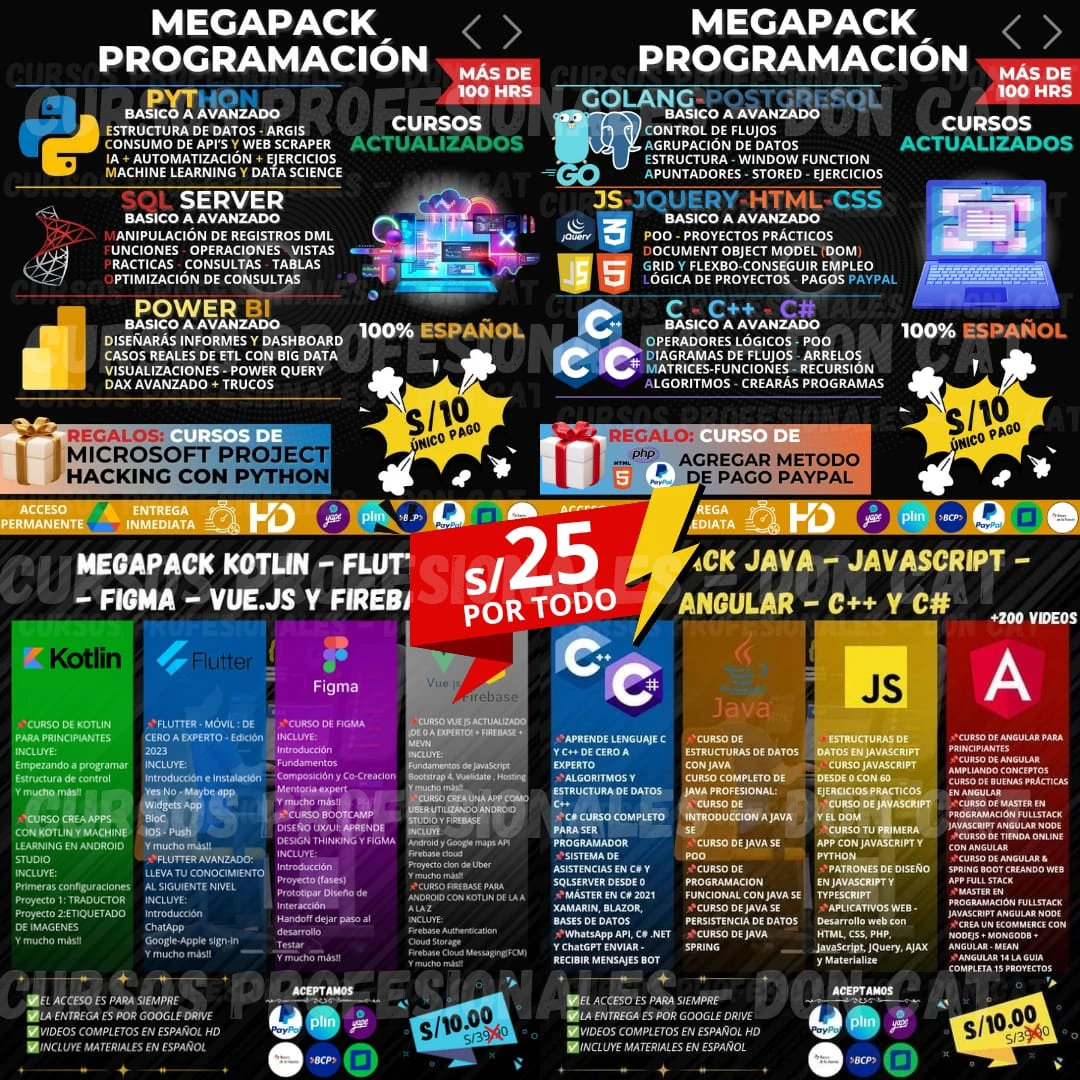 MEGAPACK
PROGRAMACIÓN
MÁS DE
100 HRS
PYTHON
BASICO A AVANZADO
ESTRUCTURA DE DATOS - ARGIS
CONSUMO DE API'S Y WEB SCRAPER
IA + AUTOMATIZACIÓN + EJERCICIOS
MACHINE LEARNING Y DATA SCIENCE
CURSOS
ACTUALIZADOS
SQL SERVER
BASICO A AVANZADO
MANIPULACIÓN DE REGISTROS DML
FUNCIONES - OPERACIONES - VISTAS
PRACTICAS - CONSULTAS - TABLAS
OPTIMIZACIÓN DE CONSULTAS
POWER BI
BASICO A AVANZADO
DISEÑARÁS INFORMES Y DASHBOARD
CASOS REALES DE ETL CON BIG DATA
VISUALIZACIONES - POWER QUERY
DAX AVANZADO + TRUCOS
100% ESPAÑOL
S/10
ÚNICO PAGO
REGALOS: CURSOS DE
MICROSOFT PROJECT
HACKING CON PYTHON
MEGAPACK
PROGRAMACIÓN
MÁS DE
100 HRS
GOLANG-POSTGRESQL
BASICO A AVANZADO
CONTROL DE FLUJOS
AGRUPACIÓN DE DATOS
ESTRUCTURA - WINDOW FUNCTION
APUNTADORES - STORED - EJERCICIOS
GO
CURSOS
ACTUALIZADOS
JS-JQUERY-HTML-CSS
BASICO A AVANZADO
POO - PROYECTOS PRÁCTICOS
DOCUMENT OBJECT MODEL (DOM)
GRID Y FLEXBO-CONSEGUIR EMPLEO
LÓGICA DE PROYECTOS - PAGOS PAYPAL
jQuery
3
JS
5
C - C++ - C#
BASICO A AVANZADO
OPERADORES LÓGICOS - POO
DIAGRAMAS DE FLUJOS - ARRELOS
MATRICES-FUNCIONES - RECURSIÓN
ALGORITMOS - CREARÁS PROGRAMAS
C++
C
C#
100% ESPAÑOL
S/10
ÚNICO PAGO
REGALO: CURSO DE
AGREGAR METODO
DE PAGO PAYPAL
php
HTML
5
PayPal
ACCESO
PERMANENTE
ENTREGA
INMEDIATA
HD
yape
plin
BCP
PayPal
HD
yape
plin
BCP
PayPal
S/25
POR TODO
MEGAPACK KOTLIN - FLUT
- FIGMA - VUE.JS Y FIREBA
ACK JAVA - JAVASCRIPT -
ANGULAR - C++ Y C#
+200 VIDEOS
Kotlin
📌CURSO DE KOTLIN
PARA PRINCIPIANTES
INCLUYE:
Empezando a programar
Estructura de control
Y mucho más!!
📌CURSO CREA APPS
CON KOTLIN Y MACHINE
LEARNING EN ANDROID
STUDIO
INCLUYE:
Primeras configuraciones
Proyecto 1: TRADUCTOR
Proyecto 2:ETIQUETADO
DE IMAGENES
Y mucho más!!
Flutter
📌FLUTTER - MÓVIL : DE
CERO A EXPERTO - Edición
2023
INCLUYE:
Introducción e Instalación
Yes No - Maybe app
Widgets App
BloC
OS - Push
Y mucho más!!
📌FLUTTER AVANZADO:
LLEVA TU CONOCIMIENTO
AL SIGUIENTE NIVEL
INCLUYE:
Introducción
ChatApp
Google-Apple sign-in
Y mucho más!!
Figma
📌CURSO DE FIGMA
INCLUYE:
Introducción
Fundamentos
Composición y Co-Creacion
Mentoria expert
Y mucho más!!
📌CURSO BOOTCAMP
DISEÑO UX/UI: APRENDE
DESIGN THINKING Y FIGMA
INCLUYE:
Introducción
Proyecto (fases)
Prototipar Diseño de
Interacción
Handoff dejar paso al
desarrollo
Testar
Y mucho más!!
Vue.js
Firebase
📌CURSO VUE JS ACTUALIZADO
¡DE 0 A EXPERTO! + FIREBASE +
MEVN
INCLUYE:
Fundamentos de JavaScript
Bootstrap 4, Vuelidate , Hosting
Y mucho más!!
📌CURSO CREA UNA APP COMO
UBER UTILIZANDO ANDROID
STUDIO Y FIREBASE
INCLUYE:
Android y Google maps API
Firebase cloud
Proyecto clon de Uber
Y mucho más!!
📌CURSO FIREBASE PARA
ANDROID CON KOTLIN DE LA A
A LA Z
INCLUYE:
Firebase Authentication
Cloud Storage
Firebase Cloud Messaging(FCM)
Y mucho más!!
C++
C#
📌APRENDE LENGUAJE C
Y C++ DE CERO A
EXPERTO
📌ALGORITMOS Y
ESTRUCTURA DE DATOS
C++
📌C# CURSO COMPLETO
PARA SER
PROGRAMADOR
📌SISTEMA DE
ASISTENCIAS EN C# Y
SQLSERVER DESDE 0
📌MÁSTER EN C# 2021
XAMARIN, BLAZOR,
BASES DE DATOS
📌WhatsApp API, C# .NET
Y ChatGPT ENVIAR -
RECIBIR MENSAJES BOT
Java
📌CURSO DE
ESTRUCTURAS DE DATOS
CON JAVA
CURSO COMPLETO DE
JAVA PROFESIONAL:
📌CURSO DE
INTRODUCCION A JAVA
SE
📌CURSO DE JAVA SE
POO
📌CURSO DE
PROGRAMACION
FUNCIONAL CON JAVA SE
📌CURSO DE JAVA SE
PERSISTENCIA DE DATOS
📌CURSO DE JAVA
SPRING
JS
📌ESTRUCTURAS DE
DATOS EN JAVASCRIPT
📌CURSO JAVASCRIPT
DESDE 0 CON 60
EJERCICIOS PRACTICOS
📌CURSO DE JAVASCRIPT
Y EL DOM
📌CURSO TU PRIMERA
APP CON JAVASCRIPT Y
PYTHON
📌PATRONES DE DISEÑO
EN JAVASCRIPT Y
TYPESCRIPT
📌APLICATIVOS WEB -
Desarrollo web con
HTML, CSS, PHP,
JavaScript, JQuery, AJAX
y Materialize
A
📌CURSO DE ANGULAR PARA
PRINCIPIANTES
📌CURSO DE ANGULAR
AMPLIANDO CONCEPTOS
CURSO DE BUENAS PRÁCTICAS
EN ANGULAR
📌CURSO DE MASTER EN
PROGRAMACIÓN FULLSTACK
JAVASCRIPT ANGULAR NODE
📌CURSO DE TIENDA ONLINE
CON ANGULAR
📌CURSO DE ANGULAR &
SPRING BOOT CREANDO WEB
APP FULL STACK
📌MASTER EN
PROGRAMACIÓN FULLSTACK
JAVASCRIPT ANGULAR NODE
📌CREA UN ECOMMERCE CON
NODEJS + MONGODB +
ANGULAR - MEAN
📌ANGULAR 14 LA GUIA
COMPLETA 15 PROYECTOS
✅EL ACCESO ES PARA SIEMPRE
✅LA ENTREGA ES POR GOOGLE DRIVE
✅VIDEOS COMPLETOS EN ESPAÑOL HD
✅INCLUYE MATERIALES EN ESPAÑOL
ACEPTAMOS
PayPal
plin
yape
BCP
S/10.00
S/39.90
✅EL ACCESO ES PARA SIEMPRE
✅LA ENTREGA ES POR GOOGLE DRIVE
✅VIDEOS COMPLETOS EN ESPAÑOL HD
✅INCLUYE MATERIALES EN ESPAÑOL
ACEPTAMOS
PayPal
plin
yape
BCP
S/10.00
S/39.90
CURSOS PROFESIONALES - DON CAT